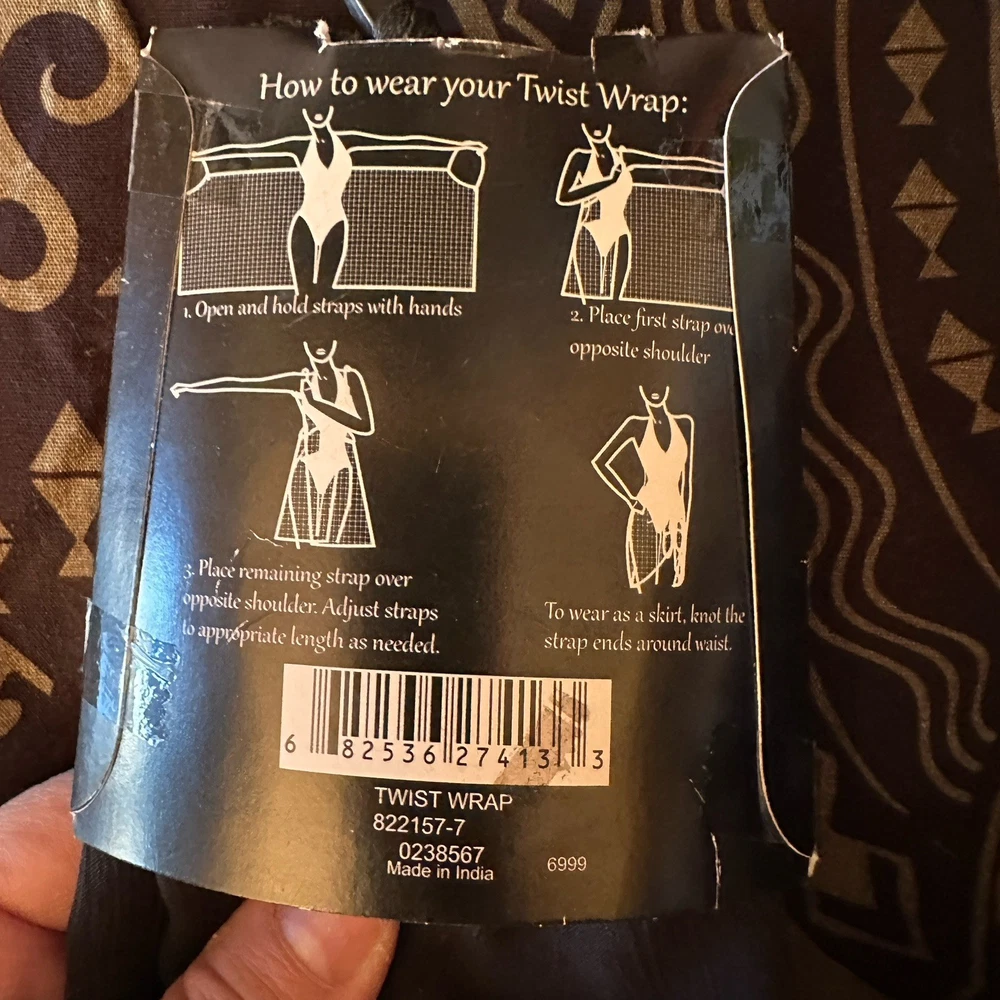 How to wear your Twist Wrap:
1. Open and hold straps with hands
2. Place first strap
opposite shoulder
3. Place remaining strap over
opposite shoulder. Adjust straps
to appropriate length as needed.
To wear as a skirt, knot the
strap ends around waist.
6 82536 27413 3
TWIST WRAP
822157-7
0238567
Made in India
6999